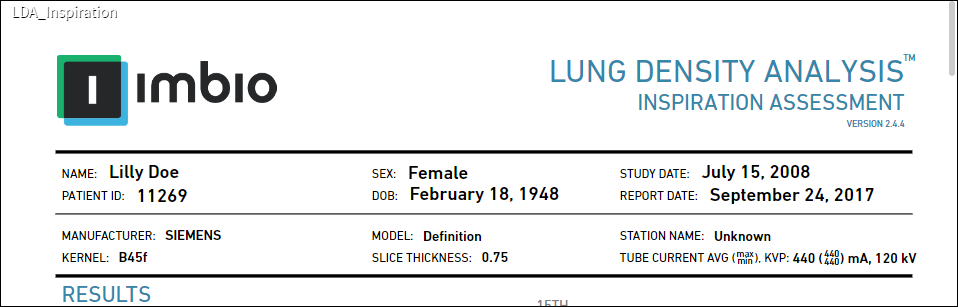 LDA_Inspiration
imbio
LUNG DENSITY ANALYSIS™
INSPIRATION ASSESSMENT
VERSION 2.4.4
NAME: Lilly Doe SEX: Female STUDY DATE: July 15, 2008
PATIENT ID: 11269 DOB: February 18, 1948 REPORT DATE: September 24, 2017
MANUFACTURER: SIEMENS MODEL: Definition STATION NAME: Unknown
KERNEL: B45f SLICE THICKNESS: 0.75 TUBE CURRENT AVG (max min), KVP: 440 (440 440) mA, 120 kV
RESULTS
15TH